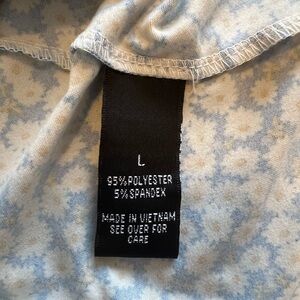 L
95% POLYESTER
5% SPANDEX
MADE IN VIETNAM
SEE OVER FOR
CARE